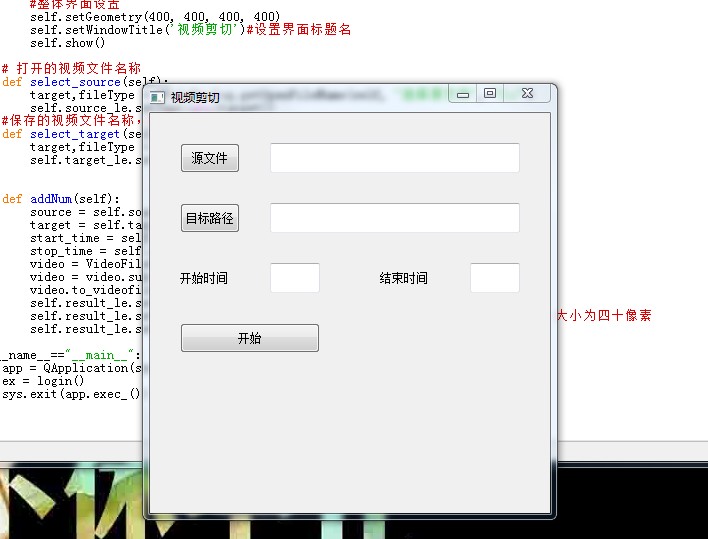 #整体界面设置
self.setGeometry(400, 400, 400, 400)
self.setWindowTitle('视频剪切')#设置界面标题名
self.show()
# 打开的视频文件名称
def select_source(self):
target,fileType
self.source_le.s
#保存的视频文件名称，
def select_target(se
target,fileType
self.target_le.s
def addNum(self):
source = self.so
target = self.ta
start_time = sel
stop_time = self
video = VideoFil
video = video.su
video.to_videofi
self.result_le.s
self.result_le.s
大小为四十像素
self.result_le.s
_name__=="__main__":
app = QApplication(s
ex = login()
sys.exit(app.exec_()
视频剪切
源文件
目标路径
开始时间
结束时间
开始